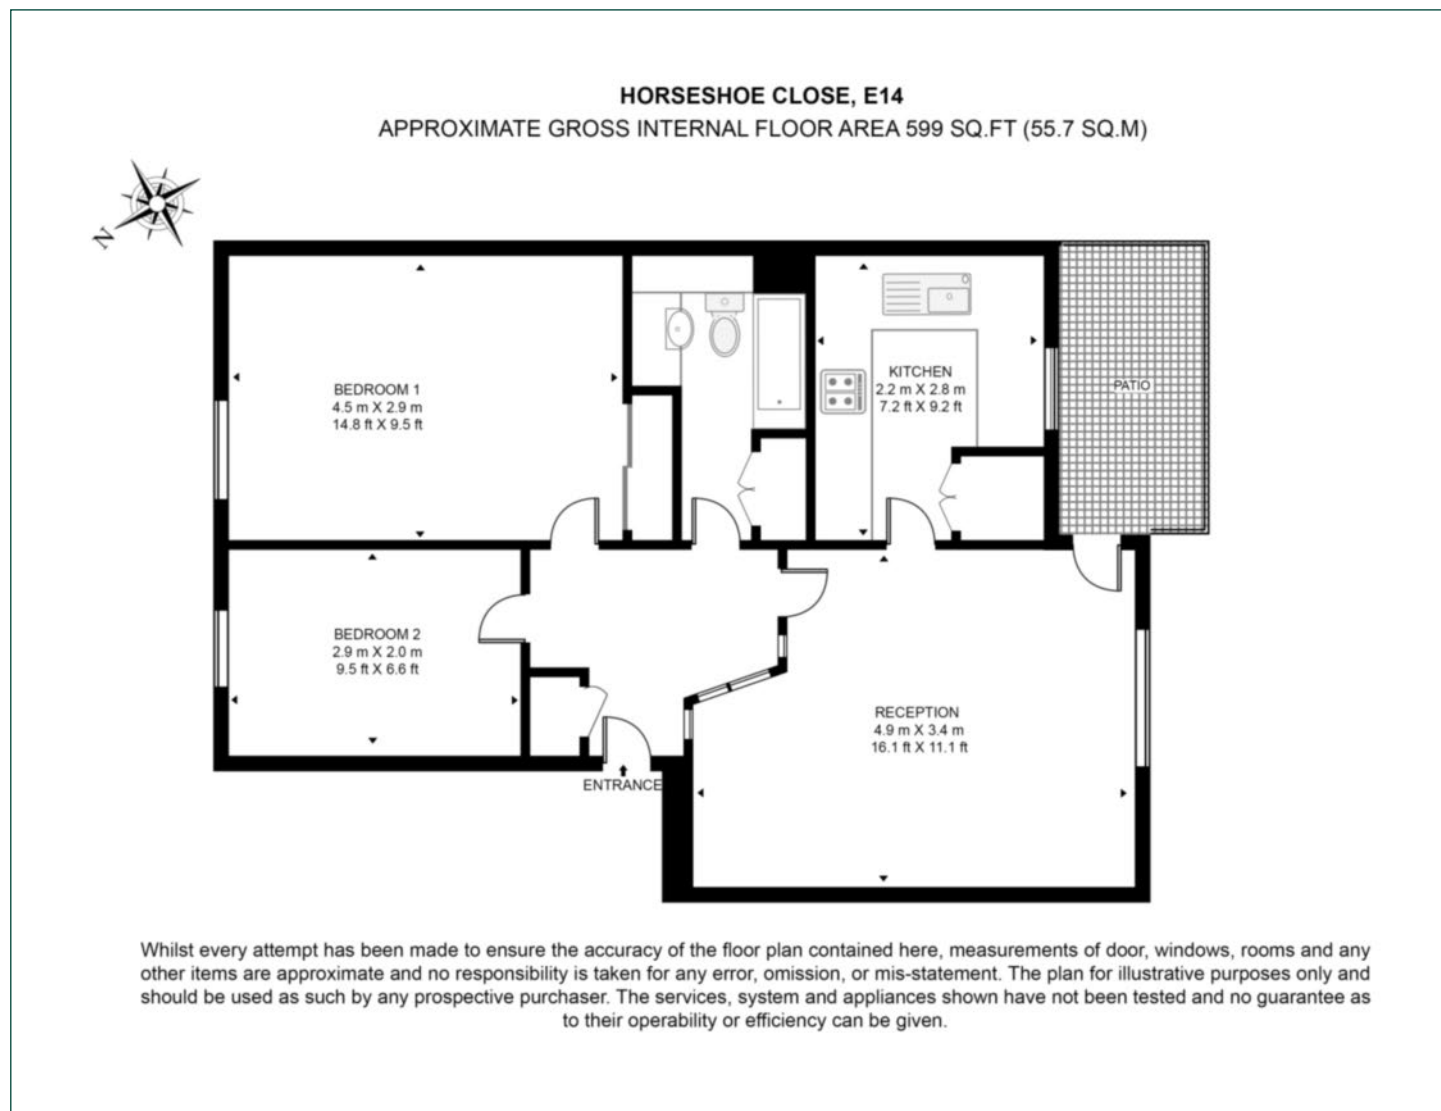 HORSESHOE CLOSE, E14
APPROXIMATE GROSS INTERNAL FLOOR AREA 599 SQ.FT (55.7 SQ.M)
N
BEDROOM 1
4.5 m X 2.9 m
14.8 ft X 9.5 ft
KITCHEN
2.2 m X 2.8 m
7.2 ft X 9.2 ft
PATIO
BEDROOM 2
2.9 m X 2.0 m
9.5 ft X 6.6 ft
RECEPTION
4.9 m X 3.4 m
16.1 ft X 11.1 ft
ENTRANCE
Whilst every attempt has been made to ensure the accuracy of the floor plan contained here, measurements of door, windows, rooms and any
other items are approximate and no responsibility is taken for any error, omission, or mis-statement. The plan for illustrative purposes only and
should be used as such by any prospective purchaser. The services, system and appliances shown have not been tested and no guarantee as
to their operability or efficiency can be given.